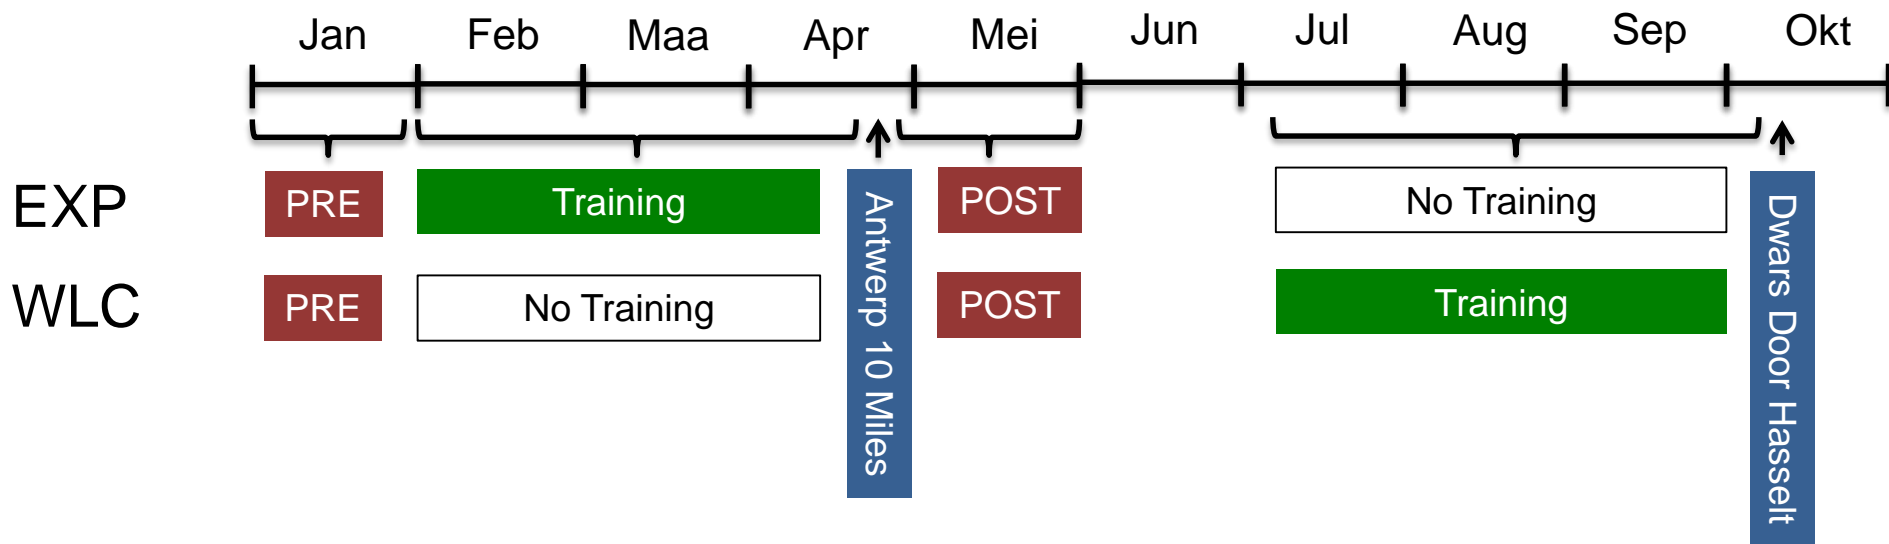 Jan Feb Maa Apr Mei Jun Jul Aug Sep Okt
EXP PRE Training POST No Training
WLC PRE No Training POST Training
Antwerp 10 Miles
Dwars Door Hasselt